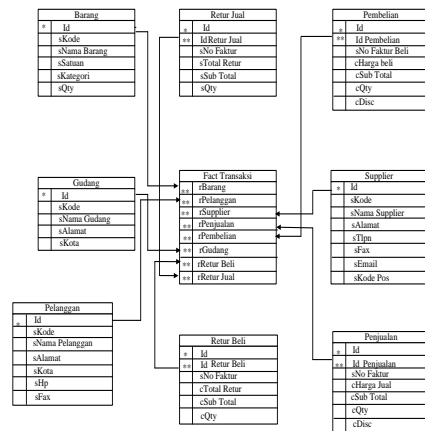 Barang
* Id
sKode
sNama Barang
sSatuan
sKategori
sQty
Retur Jual
* Id
** IdRetur Jual
sNo Faktur
sTotal Retur
sSub Total
sQty
Pembelian
* Id
** Id Pembelian
sNo Faktur Beli
cHarga beli
cSub Total
cQty
cDisc
Gudang
* Id
sKode
sNama Gudang
sAlamat
sKota
Fact Transaksi
** rBarang
** rPelanggan
** rSupplier
** rPenjualan
** rPembelian
** rGudang
** rRetur Beli
** rRetur Jual
Supplier
* Id
sKode
sNama Supplier
sAlamat
sTlpn
sFax
sEmail
sKode Pos
Pelanggan
* Id
sKode
sNama Pelanggan
sAlamat
sKota
sHp
sFax
Retur Beli
* Id
** Id Retur Beli
sNo Faktur
cTotal Retur
cSub Total
cQty
Penjualan
* Id
** Id Penjualan
sNo Faktur
cHarga Jual
cSub Total
cQty
cDisc